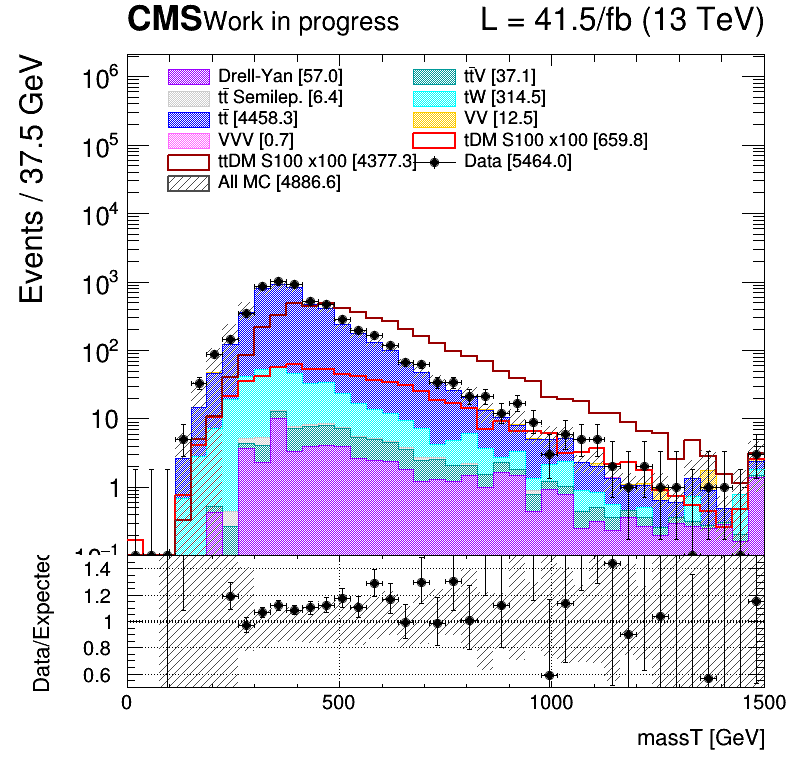 CMS Work in progress L = 41.5/fb (13 TeV)
Events / 37.5 GeV
10⁶
10⁵
10⁴
10³
10²
10
1
10⁻¹
Drell-Yan [57.0] tt̄V [37.1]
tt̄ Semilep. [6.4] tW [314.5]
tt̄ [4458.3] VV [12.5]
VVV [0.7] tDM S100 x100 [659.8]
ttDM S100 x100 [4377.3] Data [5464.0]
All MC [4886.6]
Data/Expected
1.4
1.2
1
0.8
0.6
0 500 1000 1500
massT [GeV]